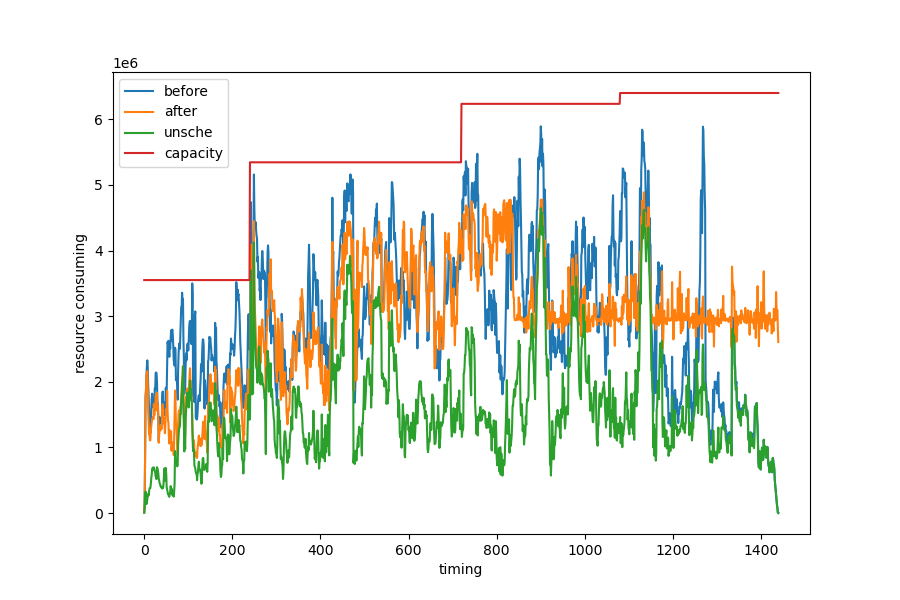 1e6
before
after
unsche
capacity
6
5
4
3
2
1
0
resource consuming
0 200 400 600 800 1000 1200 1400
timing